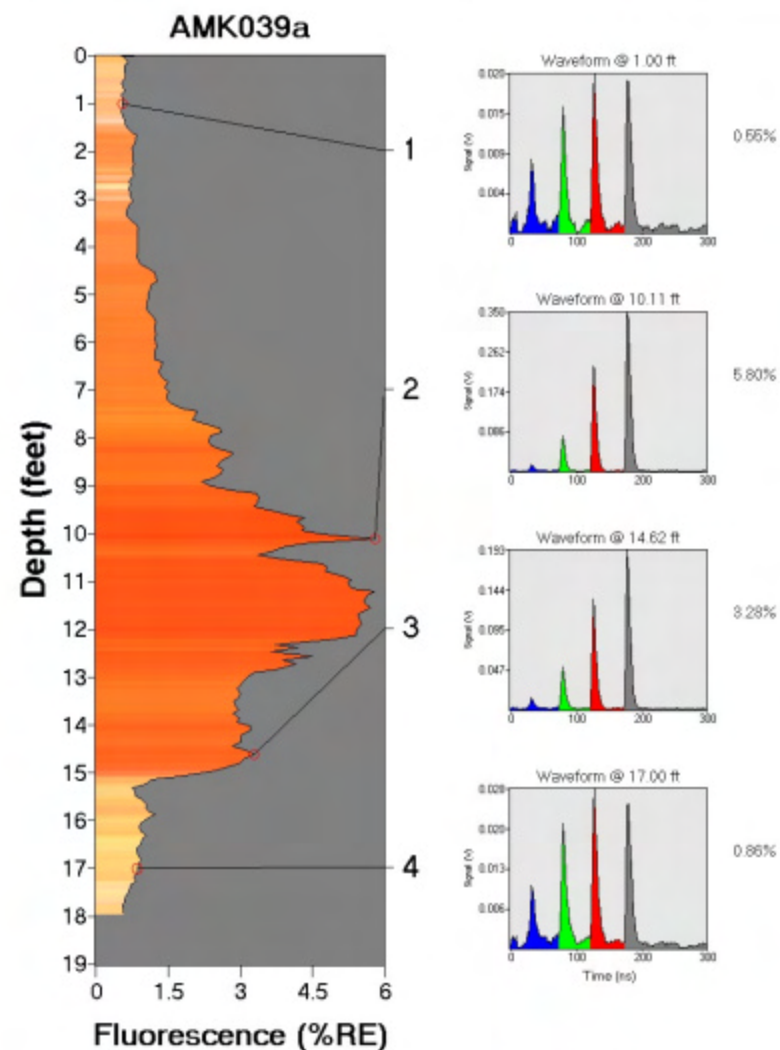 AMK039a
0
1
2
3
4
5
6
7
8
9
10
11
12
13
14
15
16
17
18
19
Depth (feet)
0 1.5 3 4.5 6
Fluorescence (%RE)
1
2
3
4
Waveform @ 1.00 ft
0.020
0.015
0.009
0.004
Signal (V)
0 100 200 300
0.55%
Waveform @ 10.11 ft
0.350
0.262
0.174
0.086
Signal (V)
0 100 200 300
5.80%
Waveform @ 14.62 ft
0.193
0.144
0.095
0.047
Signal (V)
0 100 200 300
3.28%
Waveform @ 17.00 ft
0.028
0.020
0.013
0.006
Signal (V)
0 100 200 300
Time (ns)
0.86%